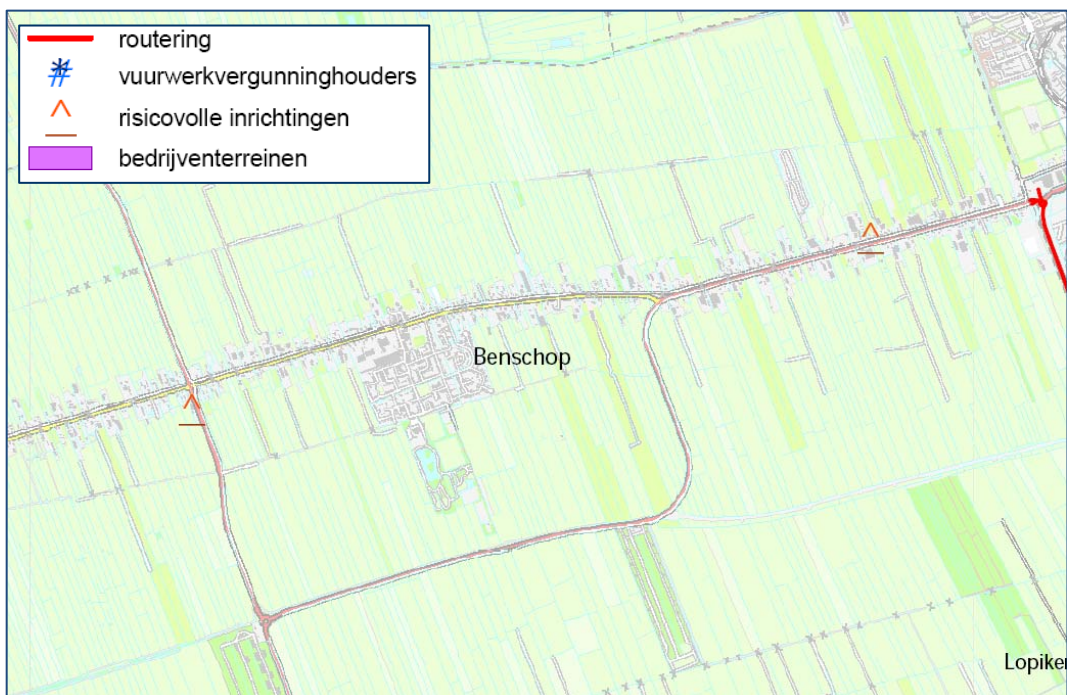 routering
vuurwerkvergunninghouders
risicovolle inrichtingen
bedrijventerreinen
Benschop
Lopiker